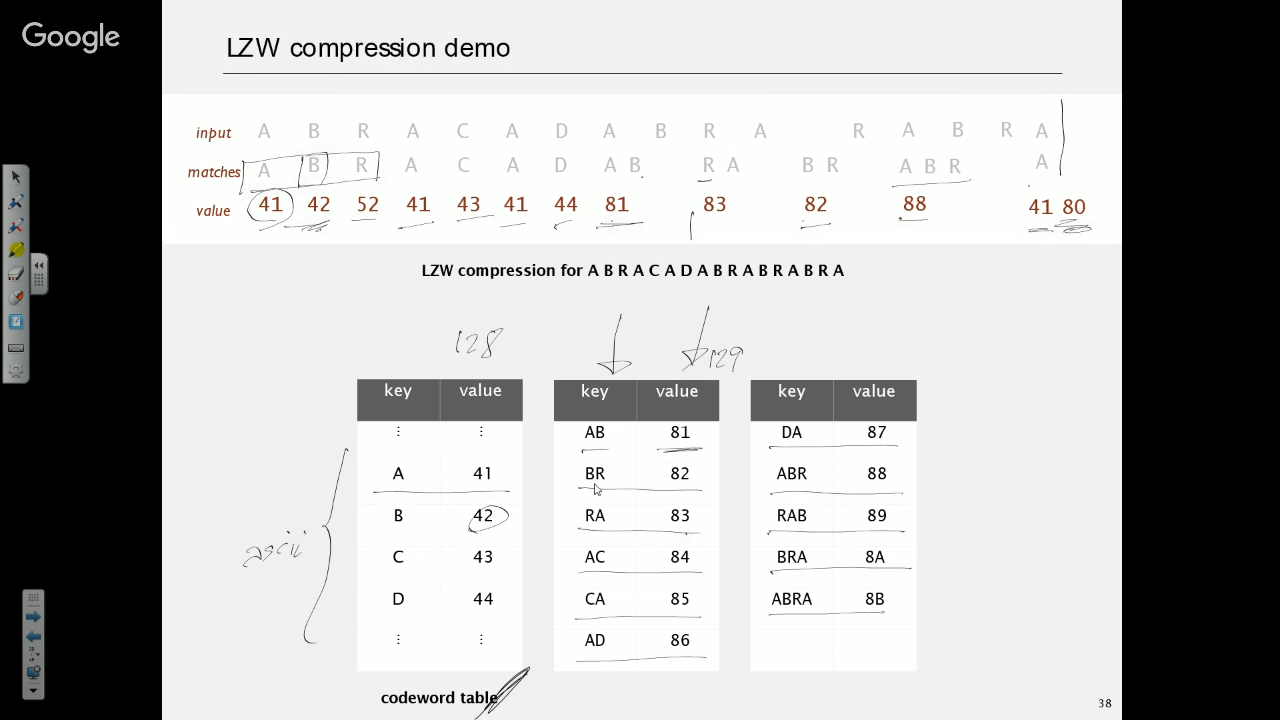 Google
LZW compression demo
input A B R A C A D A B R A R A B R A
matches A B R A C A D A B R A B R A B R A
value 41 42 52 41 43 41 44 81 83 82 88 41 80
LZW compression for A B R A C A D A B R A B R A B R A
128 129
key value key value key value
⋮ ⋮ AB 81 DA 87
A 41 BR 82 ABR 88
B 42 RA 83 RAB 89
ascii
C 43 AC 84 BRA 8A
D 44 CA 85 ABRA 8B
⋮ ⋮ AD 86
codeword table
38